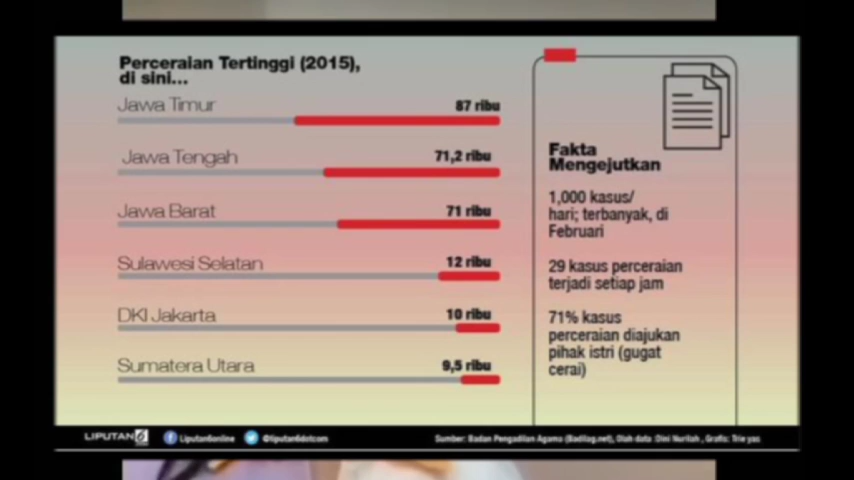 Perceraian Tertinggi (2015),
di sini...
Jawa Timur 87 ribu
Jawa Tengah 71,2 ribu
Jawa Barat 71 ribu
Sulawesi Selatan 12 ribu
DKI Jakarta 10 ribu
Sumatera Utara 9,5 ribu
Fakta
Mengejutkan
1,000 kasus/
hari; terbanyak, di
Februari
29 kasus perceraian
terjadi setiap jam
71% kasus
perceraian diajukan
pihak istri (gugat
cerai)
LIPUTAN6 Liputan6online @liputan6dotcom Sumber: Badan Pengadilan Agama (Badilag.net), Olah data :Dini Nurilah , Grafis: Trie yas